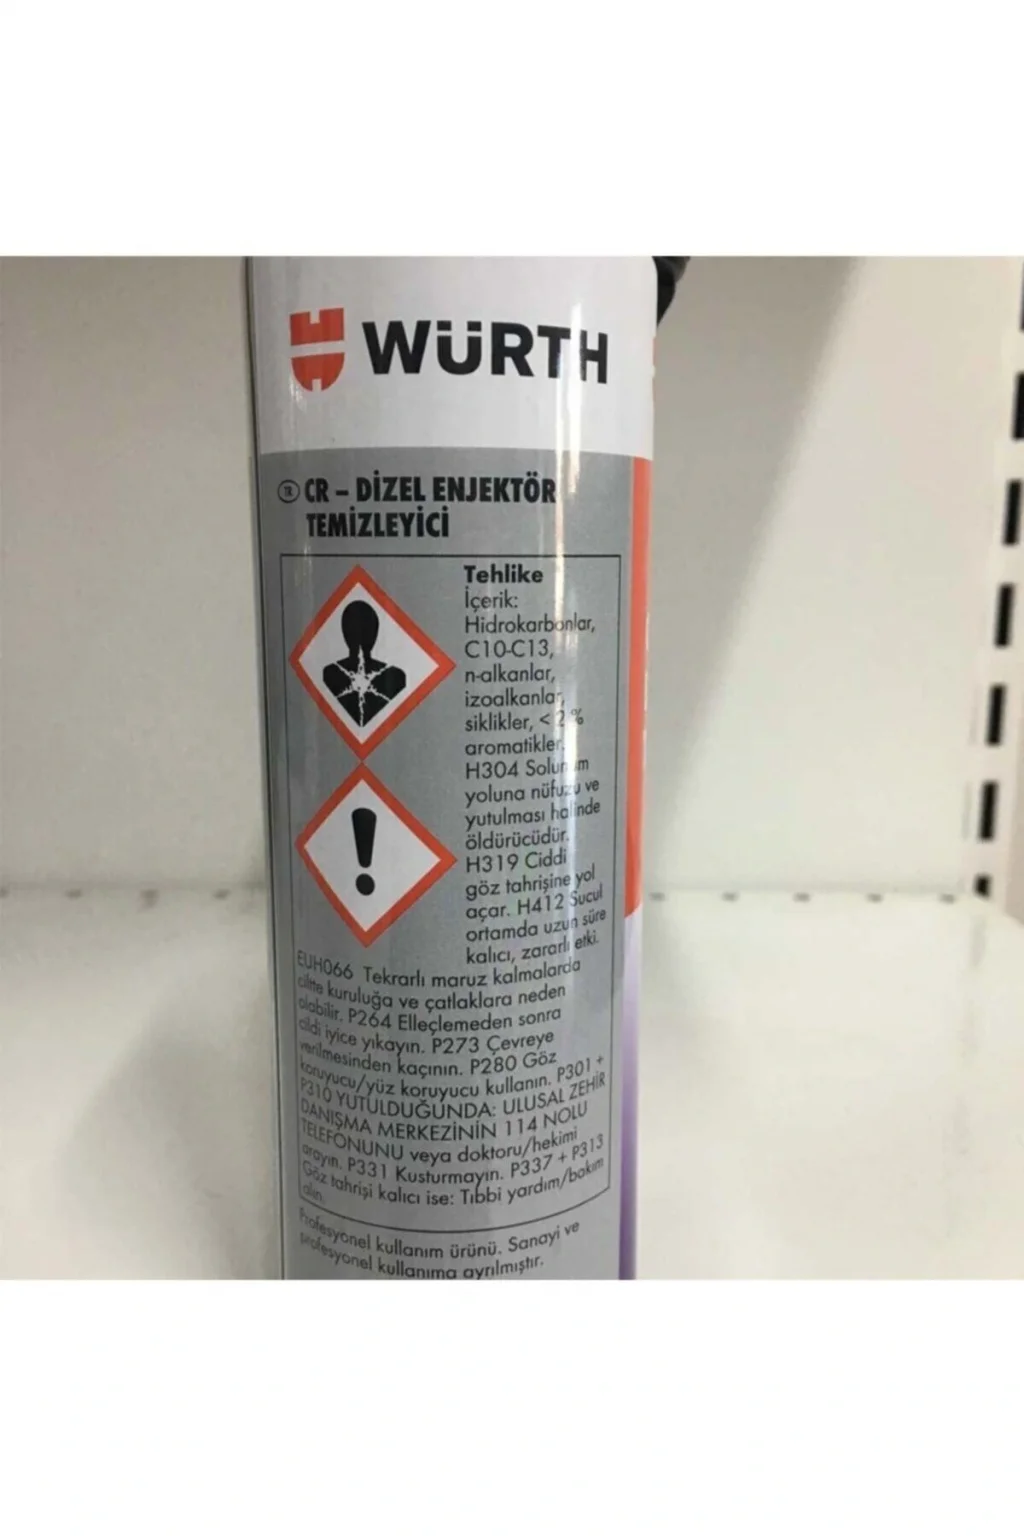 WÜRTH
TR CR – DİZEL ENJEKTÖR
TEMİZLEYİCİ
Tehlike
İçerik:
Hidrokarbonlar,
C10-C13,
n-alkanlar,
izoalkanlar,
siklikler, < 2 %
aromatikler.
H304 Solunum
yoluna nüfuzu ve
yutulması halinde
öldürücüdür.
H319 Ciddi
göz tahrişine yol
açar. H412 Sucul
ortamda uzun süre
kalıcı, zararlı etki.
EUH066 Tekrarlı maruz kalmalarda
ciltte kuruluğa ve çatlaklara neden
olabilir. P264 Elleçlemeden sonra
cildi iyice yıkayın. P273 Çevreye
verilmesinden kaçının. P280 Göz
koruyucu/yüz koruyucu kullanın. P301 +
P310 YUTULDUĞUNDA: ULUSAL ZEHİR
DANIŞMA MERKEZİNİN 114 NOLU
TELEFONUNU veya doktoru/hekimi
arayın. P331 Kusturmayın. P337 + P313
Göz tahrişi kalıcı ise: Tıbbi yardım/bakım
alın.
Profesyonel kullanım ürünü. Sanayi ve
profesyonel kullanıma ayrılmıştır.